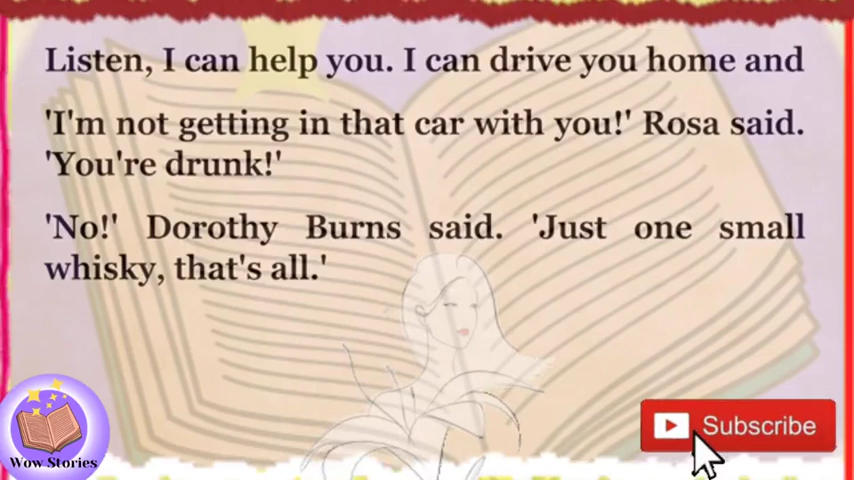 Listen, I can help you. I can drive you home and
'I'm not getting in that car with you!' Rosa said.
'You're drunk!'
'No!' Dorothy Burns said. 'Just one small
whisky, that's all.'
Wow Stories
Subscribe